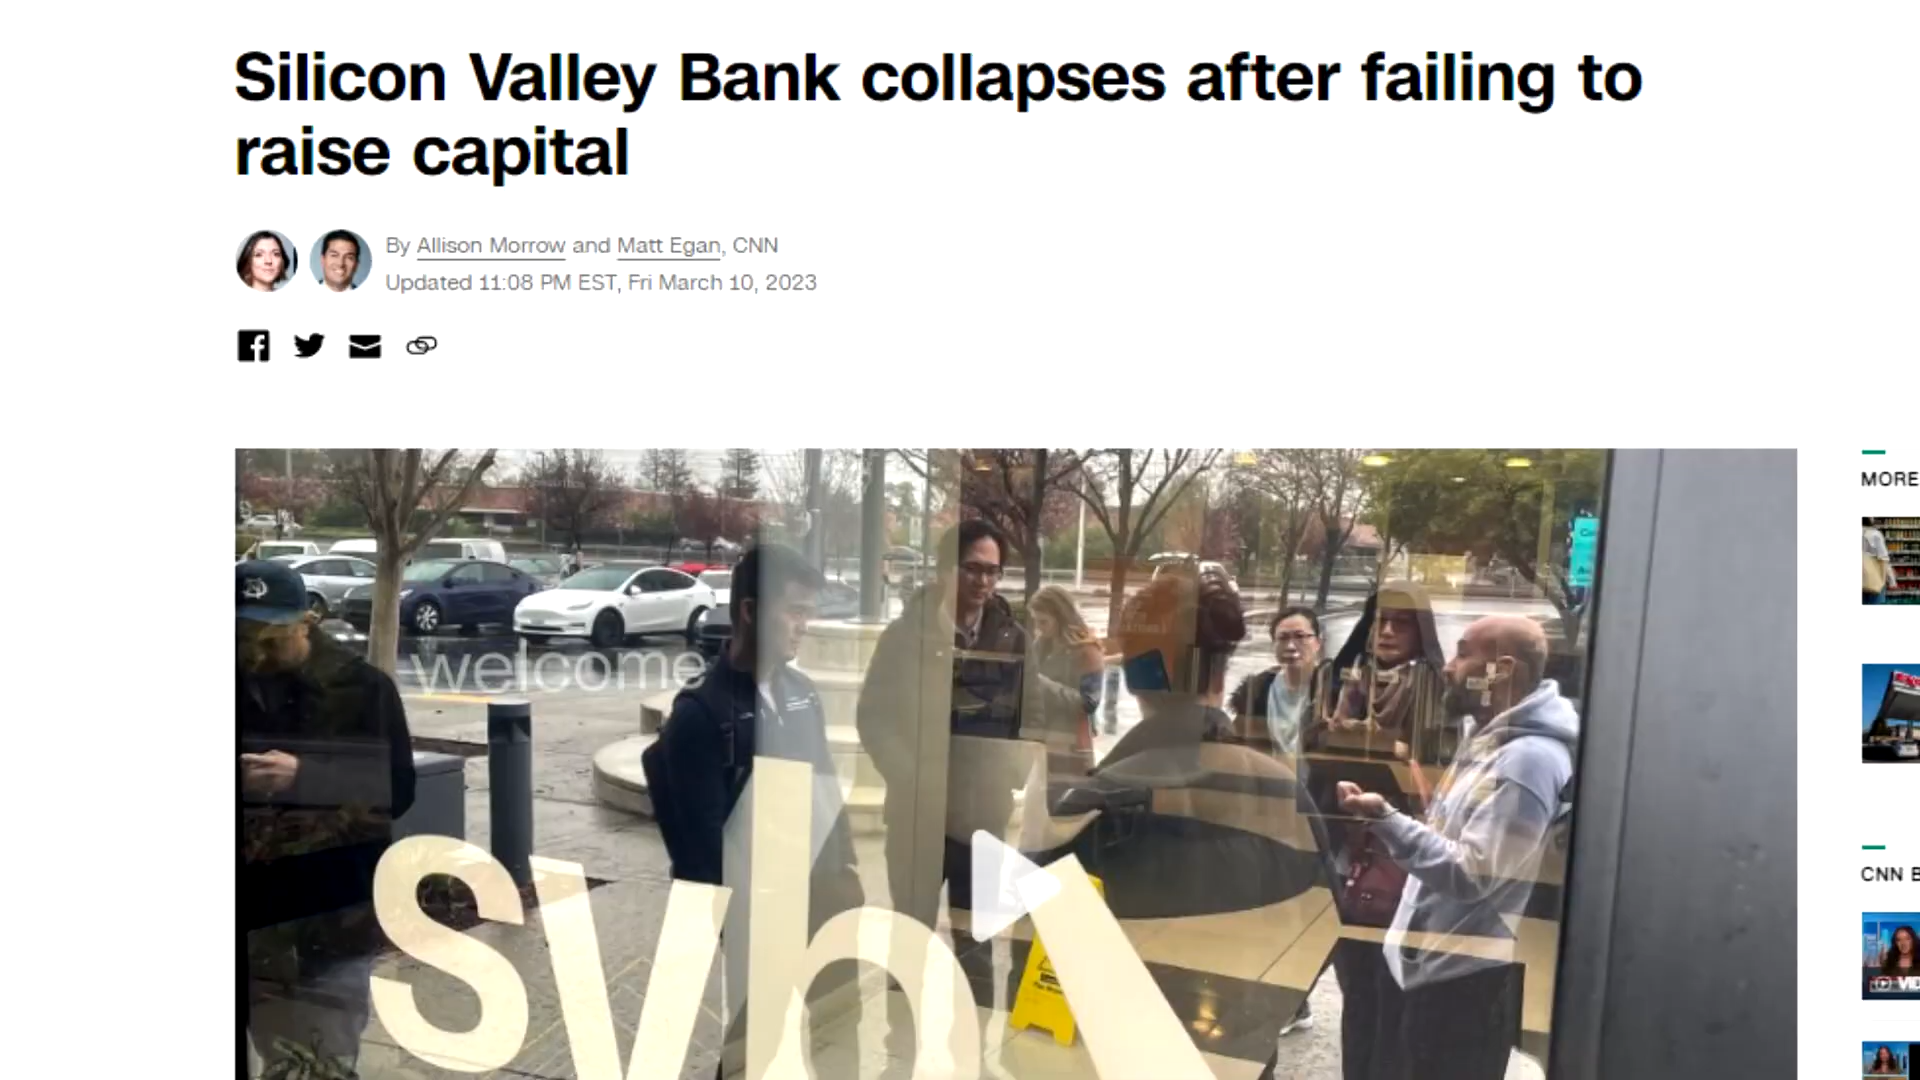 Silicon Valley Bank collapses after failing to
raise capital
By Allison Morrow and Matt Egan, CNN
Updated 11:08 PM EST, Fri March 10, 2023
MORE
welcome
svb
CNN B
VID